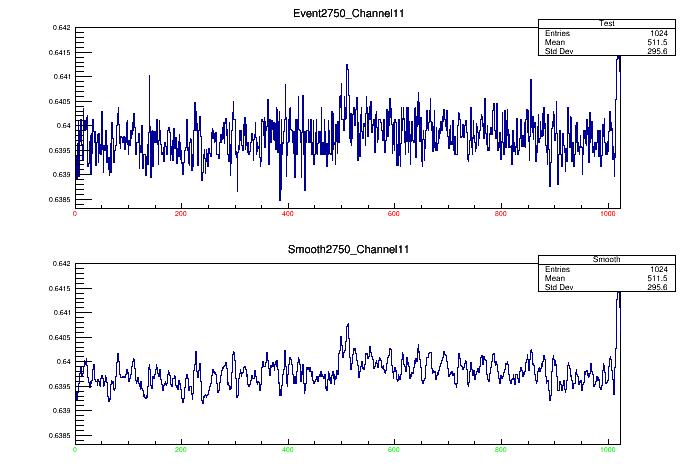 Event2750_Channel11
Test
Entries 1024
Mean 511.5
Std Dev 295.6
0.642
0.6415
0.641
0.6405
0.64
0.6395
0.639
0.6385
0 200 400 600 800 1000
Smooth2750_Channel11
Smooth
Entries 1024
Mean 511.5
Std Dev 295.6
0.642
0.6415
0.641
0.6405
0.64
0.6395
0.639
0.6385
0 200 400 600 800 1000